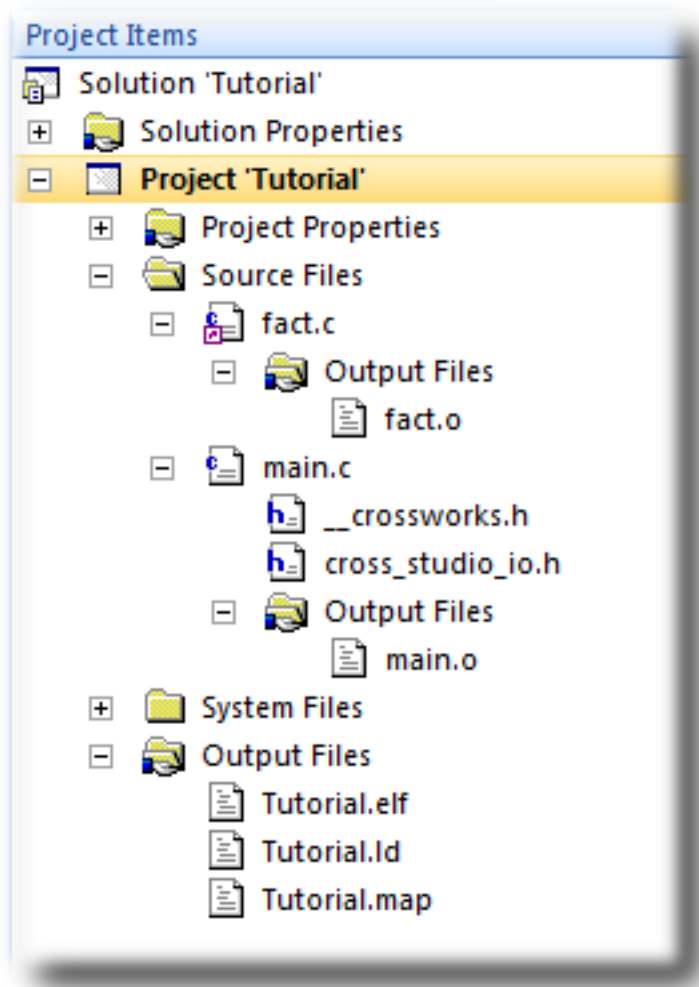 Project Items
Solution 'Tutorial'
Solution Properties
Project 'Tutorial'
Project Properties
Source Files
fact.c
Output Files
fact.o
main.c
__crossworks.h
cross_studio_io.h
Output Files
main.o
System Files
Output Files
Tutorial.elf
Tutorial.ld
Tutorial.map